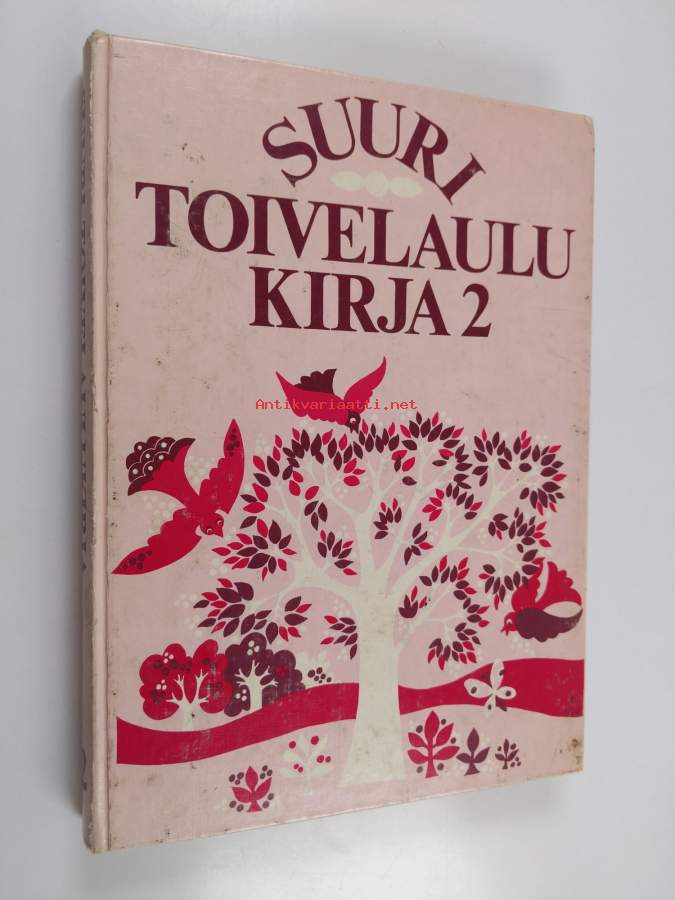 SUURI
TOIVELAULU
KIRJA 2
Antikvariaatti.net